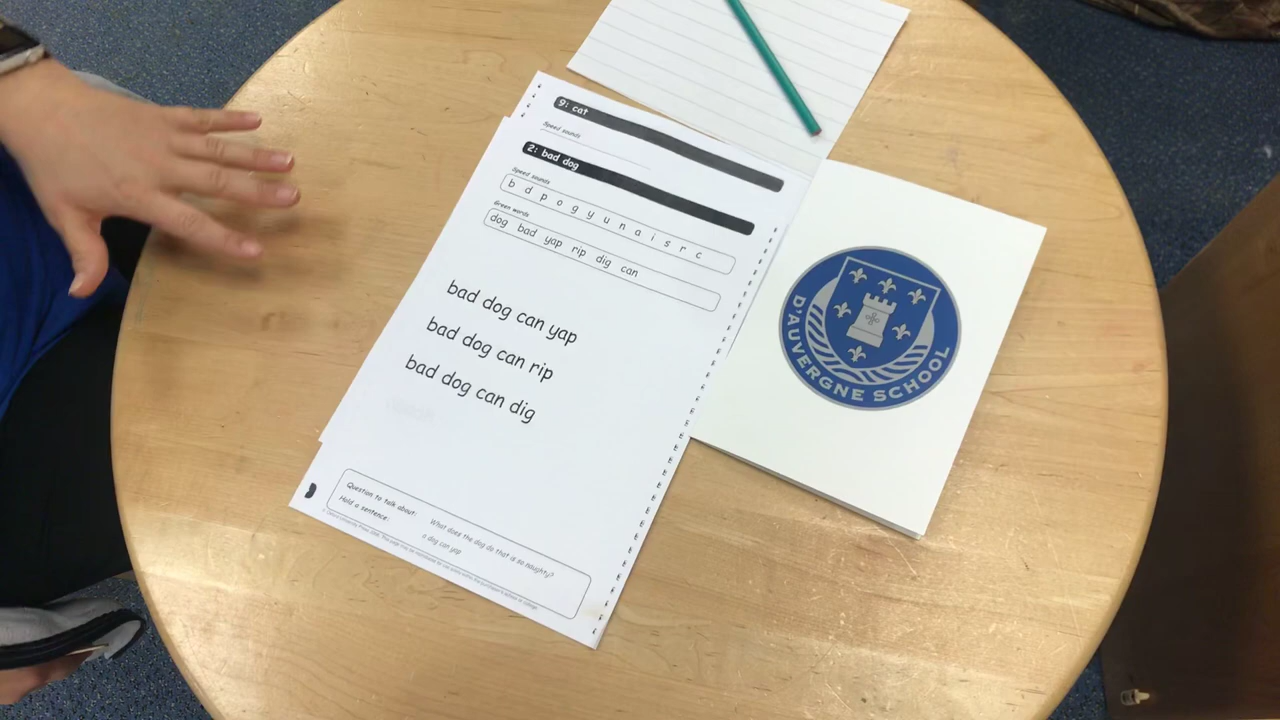 9: cat
Speed sounds
2: bad dog
Speed sounds
b d p o g y u n a i s r c
Green words
dog bad yap rip dig can
bad dog can yap
bad dog can rip
bad dog can dig
Question to talk about: What does the dog do that is so naughty?
Hold a sentence: a dog can yap
D'AUVERGNE SCHOOL